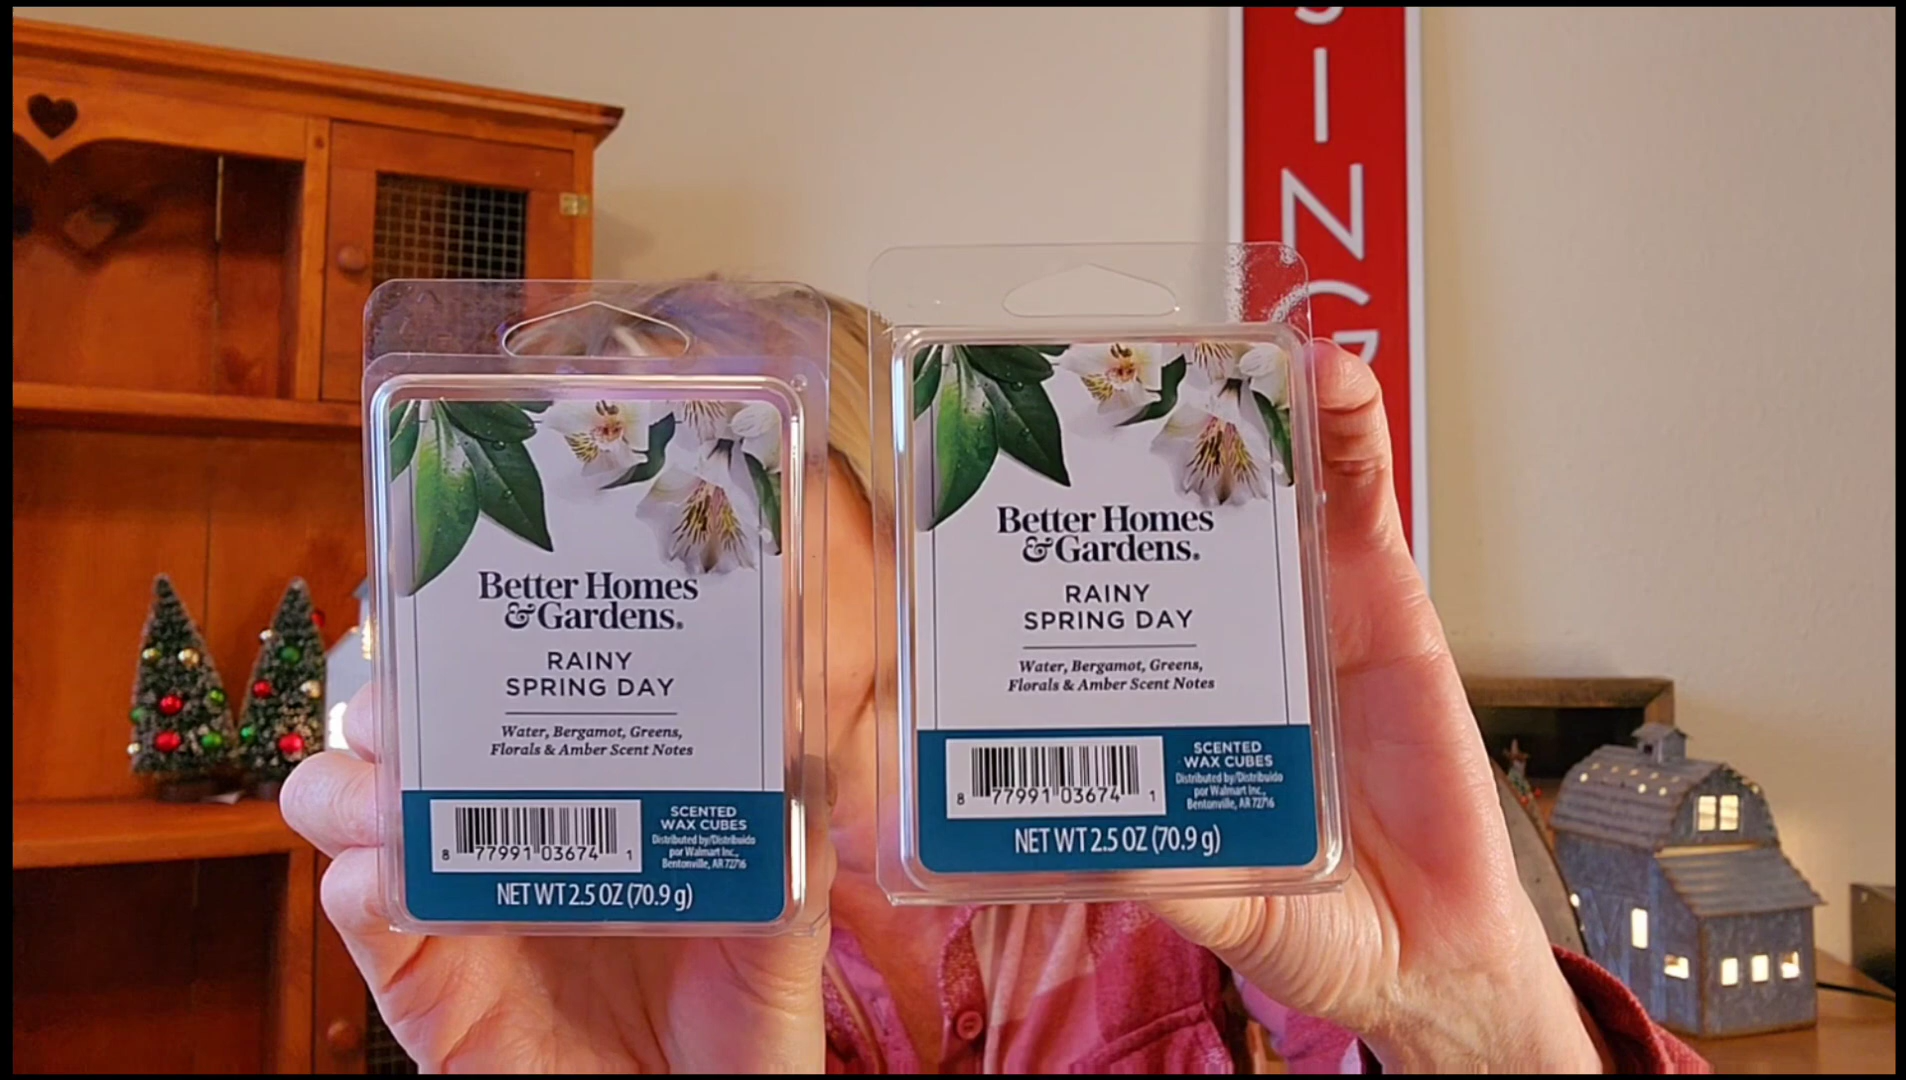 SING
Better Homes
&Gardens®
RAINY
SPRING DAY
Water, Bergamot, Greens,
Florals & Amber Scent Notes
8 77991 03674 1
SCENTED
WAX CUBES
Distributed by/Distribuido
por Walmart Inc.,
Bentonville, AR 72716
NET WT 2.5 OZ (70.9 g)
Better Homes
&Gardens®
RAINY
SPRING DAY
Water, Bergamot, Greens,
Florals & Amber Scent Notes
8 77991 03674 1
SCENTED
WAX CUBES
Distributed by/Distribuido
por Walmart Inc.,
Bentonville, AR 72716
NET WT 2.5 OZ (70.9 g)